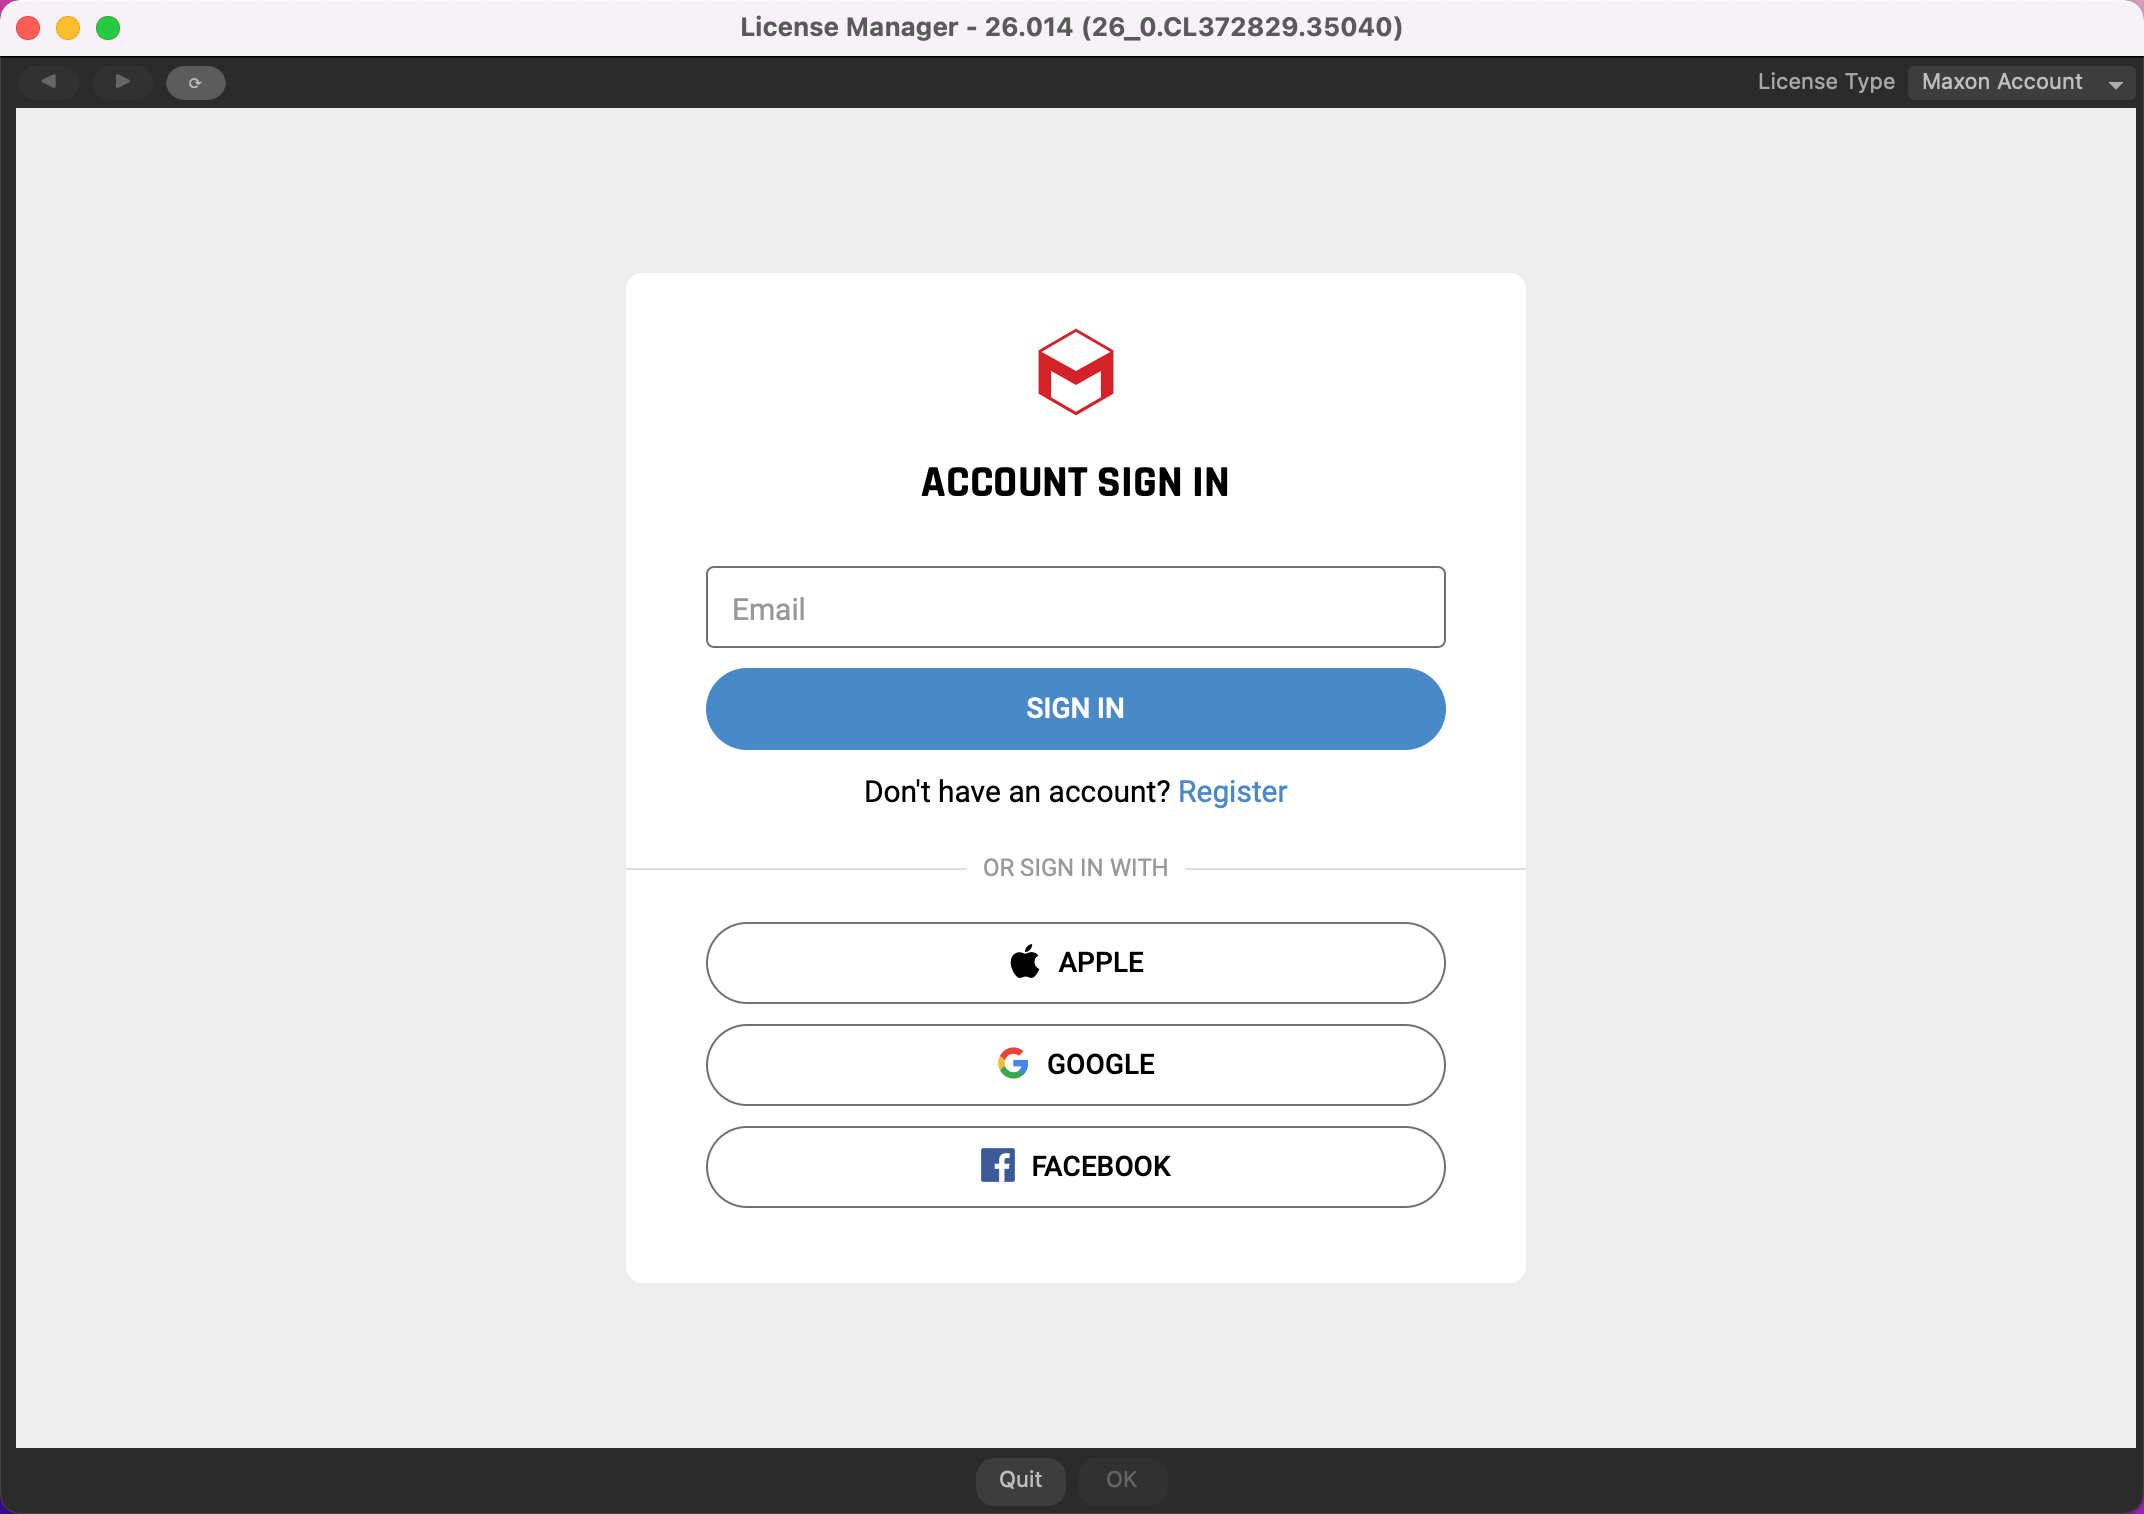 License Manager - 26.014 (26_0.CL372829.35040)
License Type Maxon Account
ACCOUNT SIGN IN
Email
SIGN IN
Don't have an account? Register
OR SIGN IN WITH
APPLE
GOOGLE
FACEBOOK
Quit OK